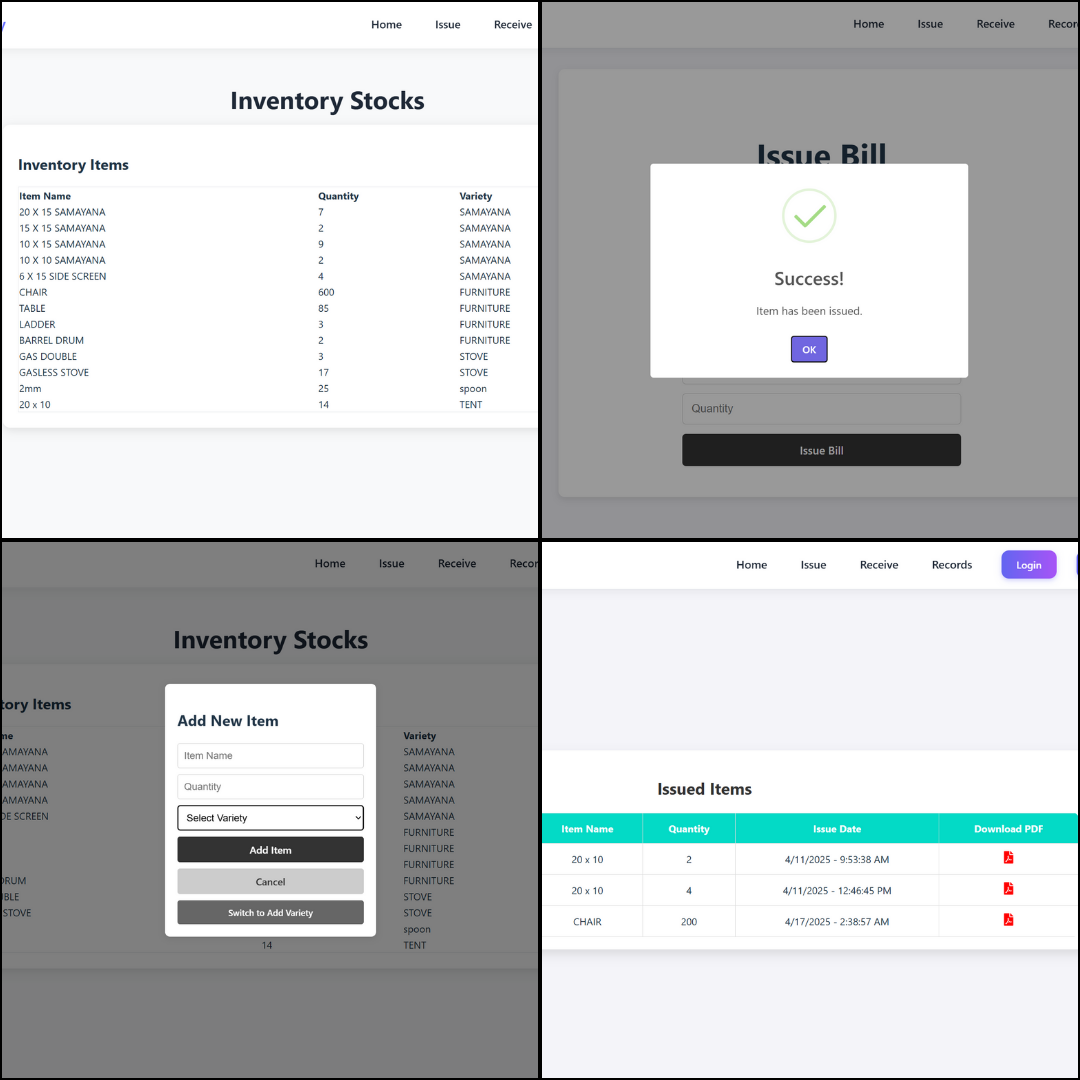 y Home Issue Receive
Inventory Stocks
Inventory Items
Item Name Quantity Variety
20 X 15 SAMAYANA 7 SAMAYANA
15 X 15 SAMAYANA 2 SAMAYANA
10 X 15 SAMAYANA 9 SAMAYANA
10 X 10 SAMAYANA 2 SAMAYANA
6 X 15 SIDE SCREEN 4 SAMAYANA
CHAIR 600 FURNITURE
TABLE 85 FURNITURE
LADDER 3 FURNITURE
BARREL DRUM 2 FURNITURE
GAS DOUBLE 3 STOVE
GASLESS STOVE 17 STOVE
2mm 25 spoon
20 x 10 14 TENT
Home Issue Receive Recor
Issue Bill
Success!
Item has been issued.
OK
Quantity
Issue Bill
Home Issue Receive Recor
Inventory Stocks
tory Items
me Variety
AMAYANA SAMAYANA
AMAYANA SAMAYANA
AMAYANA SAMAYANA
AMAYANA SAMAYANA
DE SCREEN SAMAYANA
FURNITURE
FURNITURE
FURNITURE
DRUM FURNITURE
BLE STOVE
STOVE STOVE
spoon
14 TENT
Add New Item
Item Name
Quantity
Select Variety
Add Item
Cancel
Switch to Add Variety
Home Issue Receive Records Login
Issued Items
Item Name Quantity Issue Date Download PDF
20 x 10 2 4/11/2025 - 9:53:38 AM
20 x 10 4 4/11/2025 - 12:46:45 PM
CHAIR 200 4/17/2025 - 2:38:57 AM